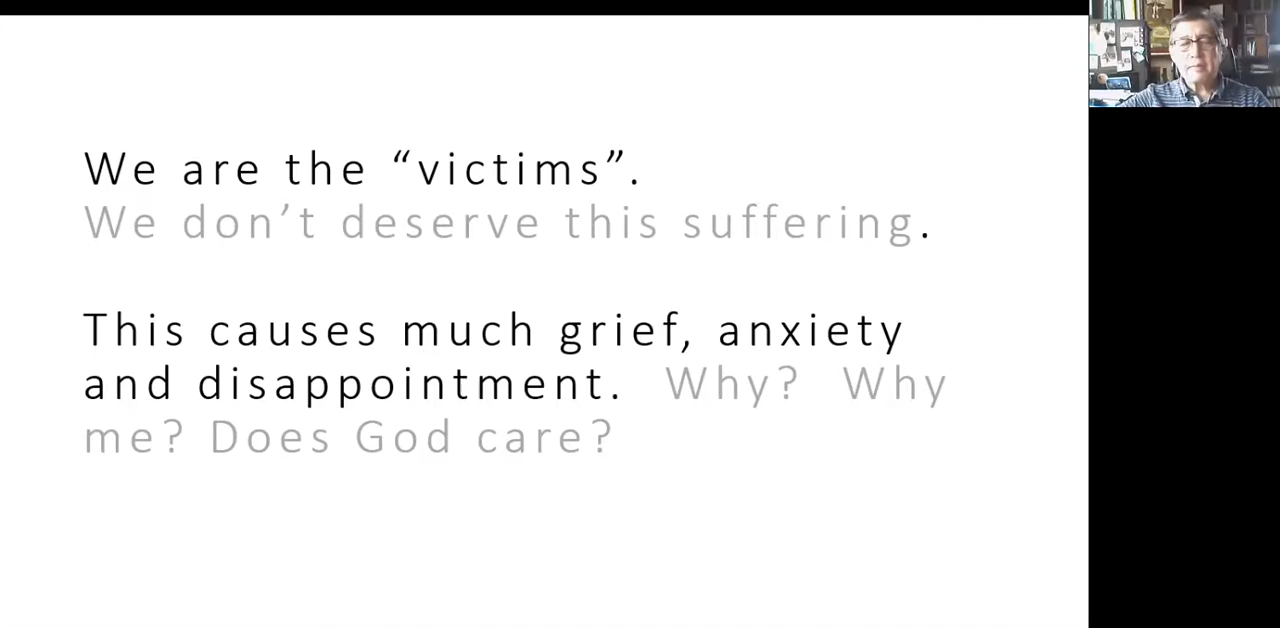 We are the “victims”.
We don’t deserve this suffering.
This causes much grief, anxiety
and disappointment. Why? Why
me? Does God care?